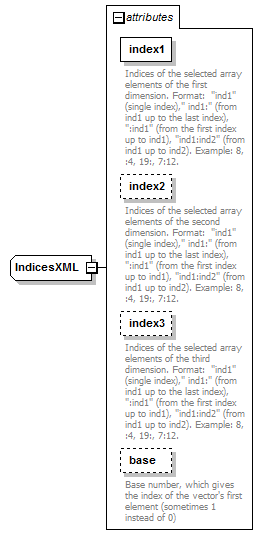 attributes
index1
Indices of the selected array
elements of the first
dimension. Format:  "ind1"
(single index)," ind1:" (from
ind1 up to the last index),
":ind1" (from the first index
up to ind1), "ind1:ind2" (from
ind1 up to ind2). Example: 8,
:4, 19:, 7:12.
index2
Indices of the selected array
elements of the second
dimension. Format:  "ind1"
(single index)," ind1:" (from
ind1 up to the last index),
":ind1" (from the first index
up to ind1), "ind1:ind2" (from
ind1 up to ind2). Example: 8,
:4, 19:, 7:12.
IndicesXML
index3
Indices of the selected array
elements of the third
dimension. Format:  "ind1"
(single index)," ind1:" (from
ind1 up to the last index),
":ind1" (from the first index
up to ind1), "ind1:ind2" (from
ind1 up to ind2). Example: 8,
:4, 19:, 7:12.
base
Base number, which gives
the index of the vector's first
element (sometimes 1
instead of 0)